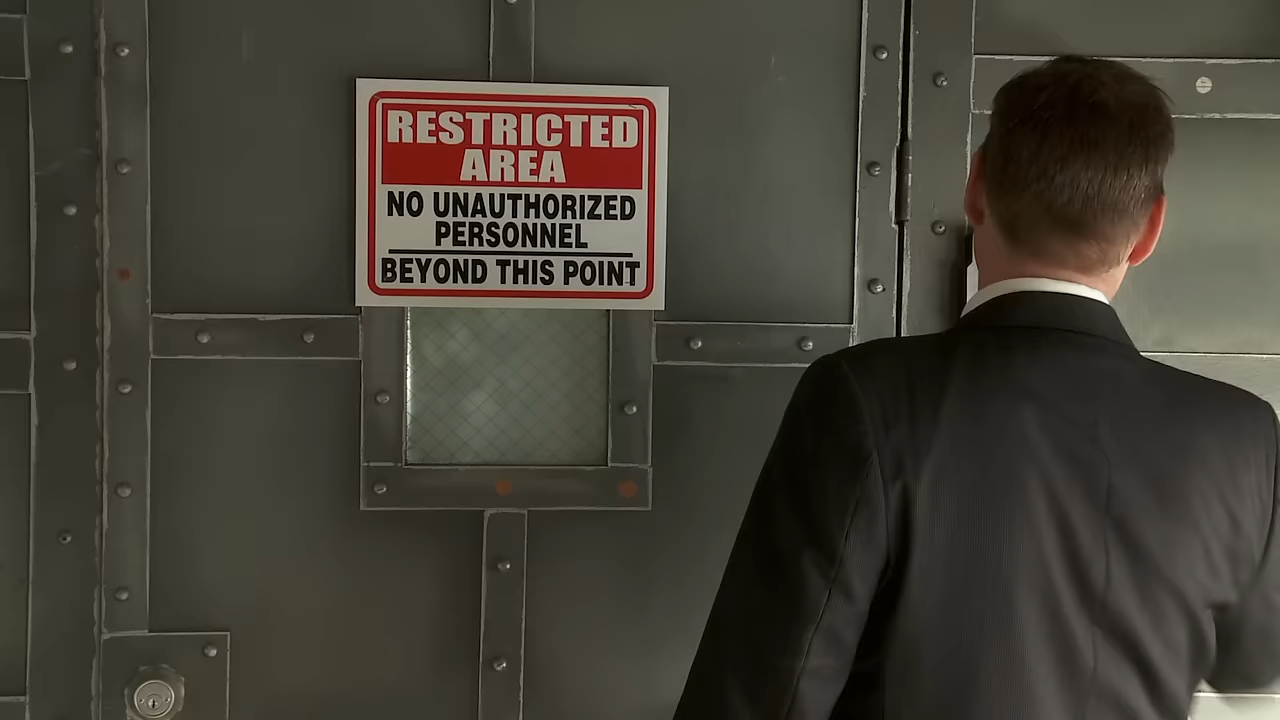 RESTRICTED
AREA
NO UNAUTHORIZED
PERSONNEL
BEYOND THIS POINT